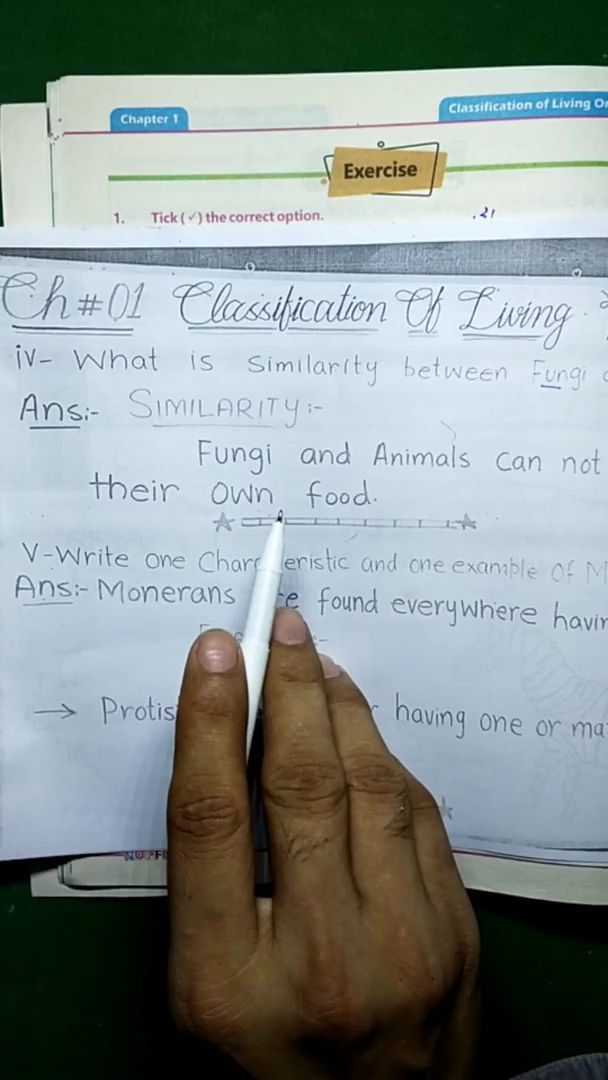 Chapter 1
Classification of Living Or
Exercise
1. Tick (✓) the correct option.
Ch # 01 Classification Of Living
iv- What is Similarity between Fungi
Ans:- SIMILARITY:-
Fungi and Animals can not
their own food.
V- Write one Characteristic and one example of M
Ans:- Monerans found everywhere havin
→ Protis having one or ma